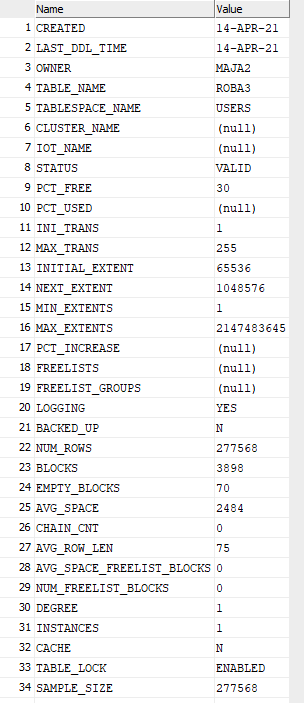 Name Value
1 CREATED 14-APR-21
2 LAST_DDL_TIME 14-APR-21
3 OWNER MAJA2
4 TABLE_NAME ROBA3
5 TABLESPACE_NAME USERS
6 CLUSTER_NAME (null)
7 IOT_NAME (null)
8 STATUS VALID
9 PCT_FREE 30
10 PCT_USED (null)
11 INI_TRANS 1
12 MAX_TRANS 255
13 INITIAL_EXTENT 65536
14 NEXT_EXTENT 1048576
15 MIN_EXTENTS 1
16 MAX_EXTENTS 2147483645
17 PCT_INCREASE (null)
18 FREELISTS (null)
19 FREELIST_GROUPS (null)
20 LOGGING YES
21 BACKED_UP N
22 NUM_ROWS 277568
23 BLOCKS 3898
24 EMPTY_BLOCKS 70
25 AVG_SPACE 2484
26 CHAIN_CNT 0
27 AVG_ROW_LEN 75
28 AVG_SPACE_FREELIST_BLOCKS 0
29 NUM_FREELIST_BLOCKS 0
30 DEGREE 1
31 INSTANCES 1
32 CACHE N
33 TABLE_LOCK ENABLED
34 SAMPLE_SIZE 277568